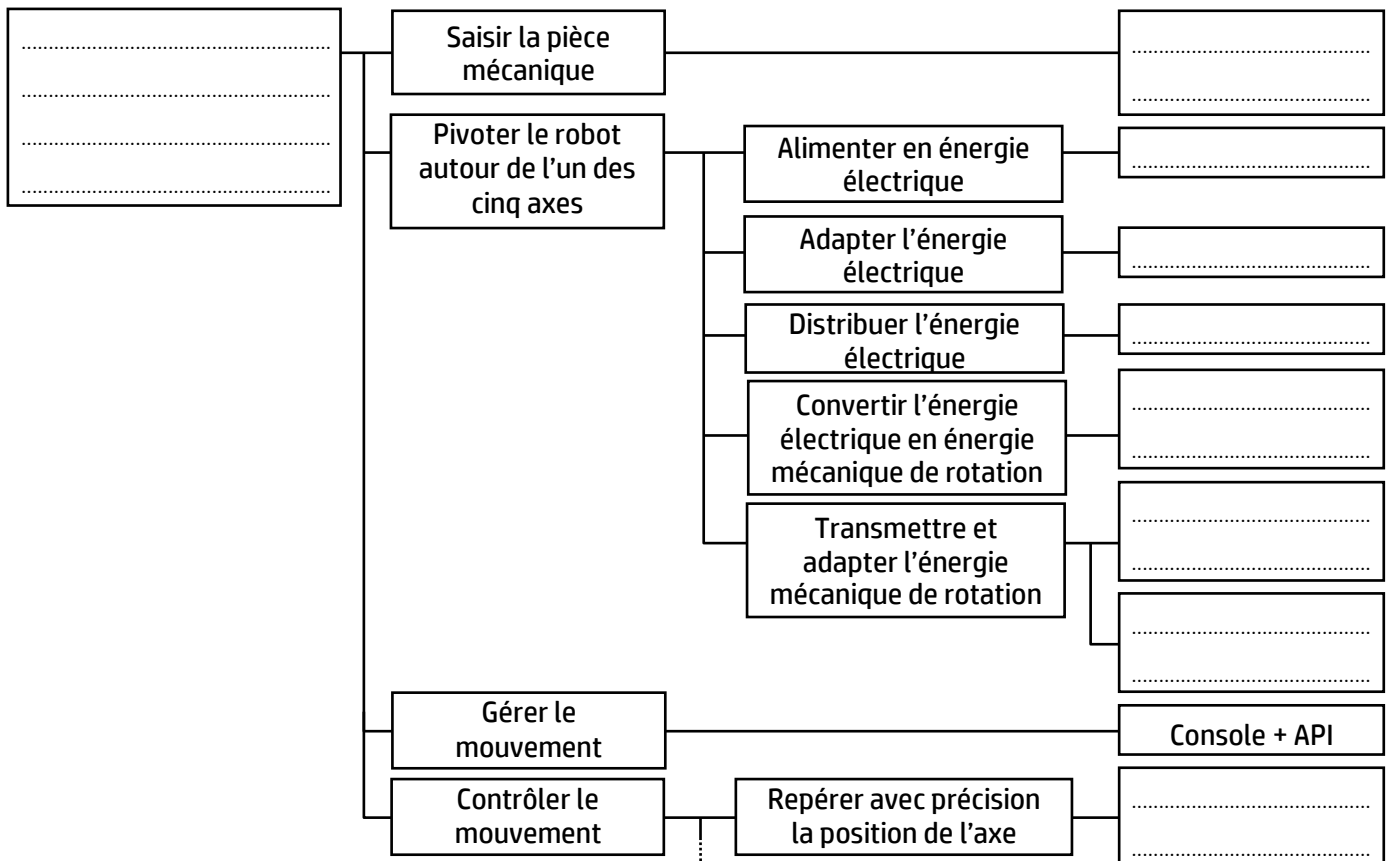 Saisir la pièce
mécanique
Pivoter le robot
autour de l’un des
cinq axes
Alimenter en énergie
électrique
Adapter l’énergie
électrique
Distribuer l’énergie
électrique
Convertir l’énergie
électrique en énergie
mécanique de rotation
Transmettre et
adapter l’énergie
mécanique de rotation
Gérer le
mouvement
Console + API
Contrôler le
mouvement
Repérer avec précision
la position de l’axe